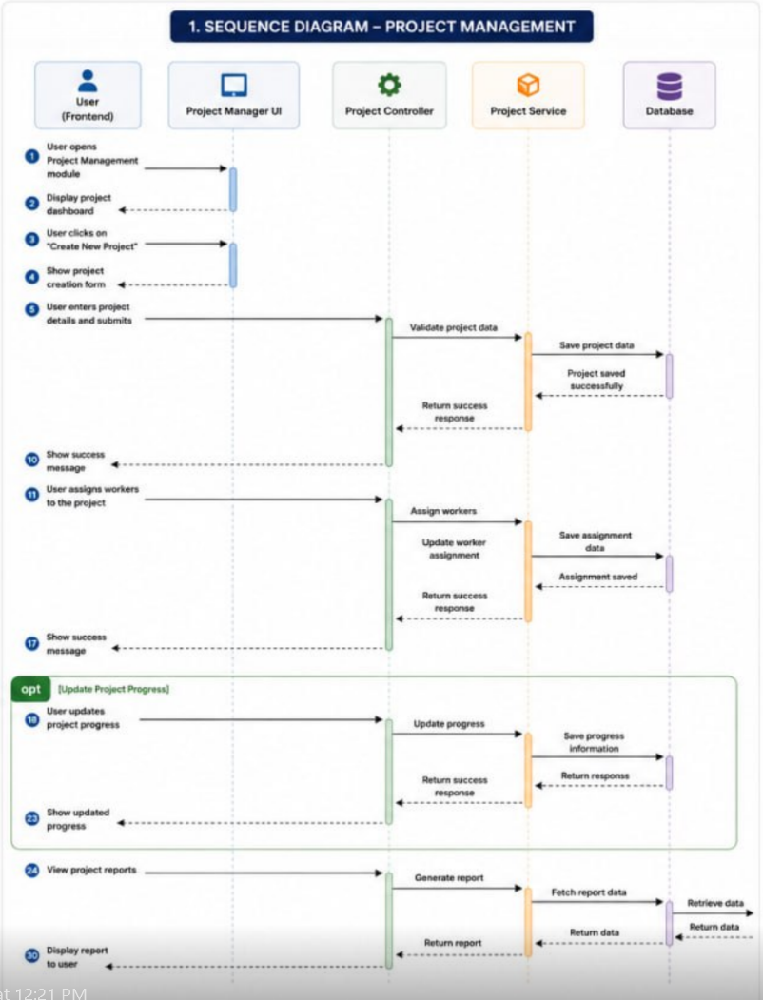 1. SEQUENCE DIAGRAM – PROJECT MANAGEMENT
User
(Frontend)
Project Manager UI
Project Controller
Project Service
Database
1 User opens
Project Management
module
2 Display project
dashboard
3 User clicks on
"Create New Project"
4 Show project
creation form
5 User enters project
details and submits
Validate project data
Save project data
Project saved
successfully
Return success
response
10 Show success
message
11 User assigns workers
to the project
Assign workers
Update worker
assignment
Save assignment
data
Assignment saved
Return success
response
17 Show success
message
opt [Update Project Progress]
18 User updates
project progress
Update progress
Save progress
information
Return response
Return success
response
23 Show updated
progress
24 View project reports
Generate report
Fetch report data
Retrieve data
Return data
Return data
Return report
30 Display report
to user
at 12:21 PM